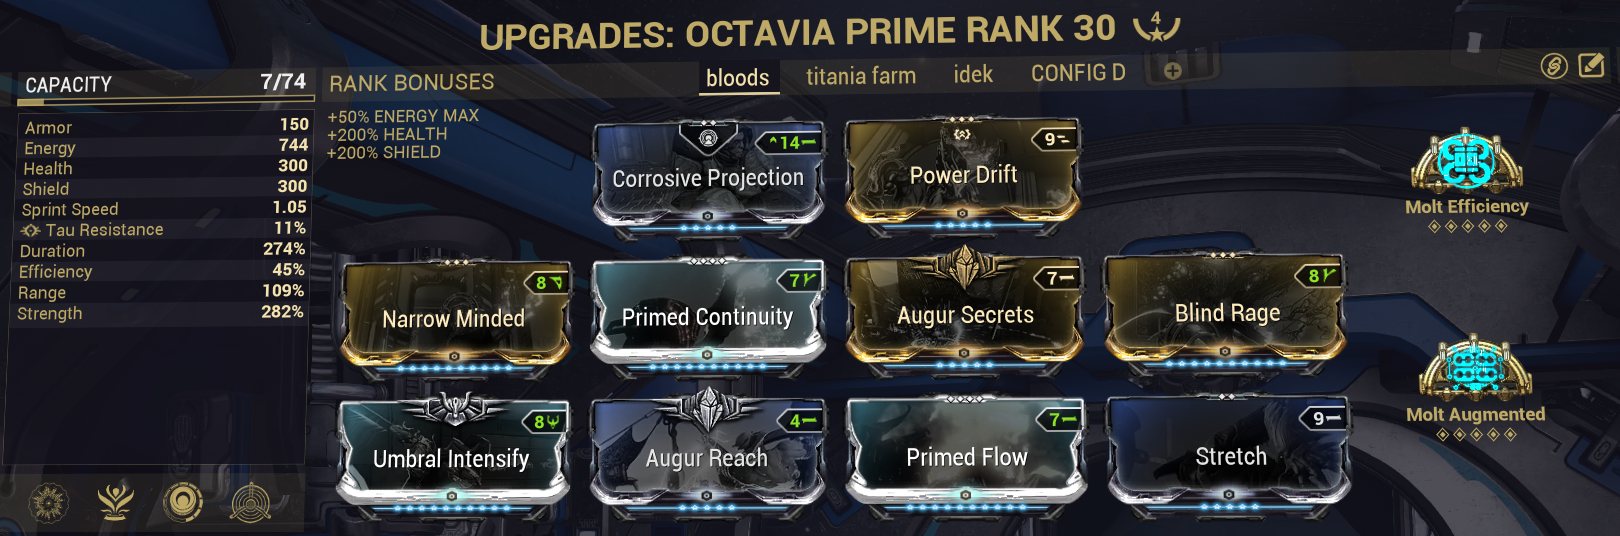 UPGRADES: OCTAVIA PRIME RANK 30 4
CAPACITY 7/74
RANK BONUSES
bloods titania farm idek CONFIG D
+50% ENERGY MAX
+200% HEALTH
+200% SHIELD
Armor 150
Energy 744
Health 300
Shield 300
Sprint Speed 1.05
Tau Resistance 11%
Duration 274%
Efficiency 45%
Range 109%
Strength 282%
14
Corrosive Projection
9
Power Drift
Molt Efficiency
8
Narrow Minded
7
Primed Continuity
7
Augur Secrets
8
Blind Rage
8
Umbral Intensify
4
Augur Reach
7
Primed Flow
9
Stretch
Molt Augmented